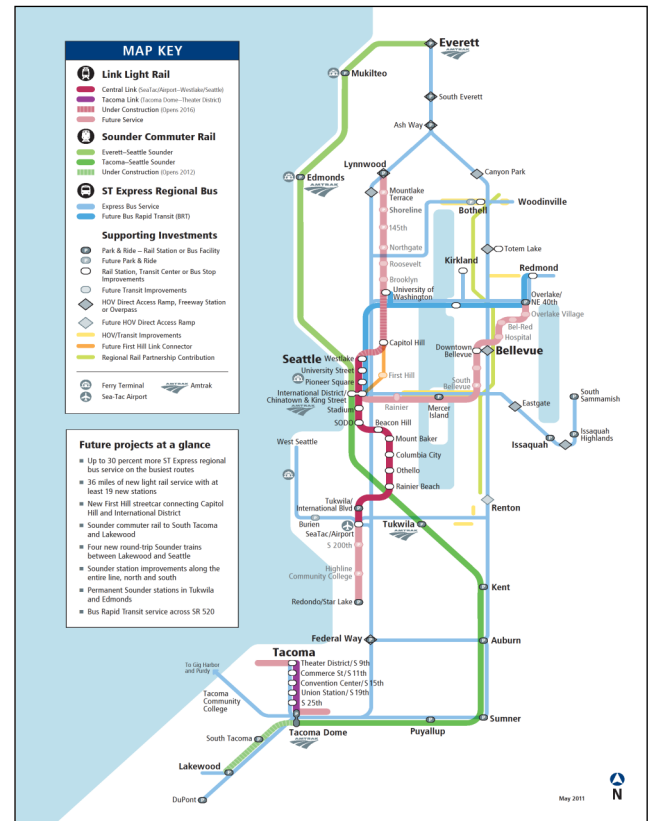 MAP KEY
Link Light Rail
Central Link (SeaTac/Airport–Westlake/Seattle)
Tacoma Link (Tacoma Dome–Theater District)
Under Construction (Opens 2016)
Future Service
Sounder Commuter Rail
Everett–Seattle Sounder
Tacoma–Seattle Sounder
Under Construction (Opens 2012)
ST Express Regional Bus
Express Bus Service
Future Bus Rapid Transit (BRT)
Supporting Investments
Park & Ride – Rail Station or Bus Facility
Future Park & Ride
Rail Station, Transit Center or Bus Stop
Improvements
Future Transit Improvements
HOV Direct Access Ramp, Freeway Station
or Overpass
Future HOV Direct Access Ramp
HOV/Transit Improvements
Future First Hill Link Connector
Regional Rail Partnership Contribution
Ferry Terminal
AMTRAK
Amtrak
Sea-Tac Airport
Future projects at a glance
Up to 30 percent more ST Express regional
bus service on the busiest routes
36 miles of new light rail service with at
least 19 new stations
New First Hill streetcar connecting Capitol
Hill and International District
Sounder commuter rail to South Tacoma
and Lakewood
Four new round-trip Sounder trains
between Lakewood and Seattle
Sounder station improvements along the
entire line, north and south
Permanent Sounder stations in Tukwila
and Edmonds
Bus Rapid Transit service across SR 520
Everett
AMTRAK
Mukilteo
South Everett
Ash Way
Lynnwood
Canyon Park
Edmonds
AMTRAK
Mountlake
Terrace
Shoreline
145th
Northgate
Roosevelt
Brooklyn
University of
Washington
Bothell
Woodinville
Totem Lake
Kirkland
Redmond
Overlake/
NE 40th
Overlake Village
Bel-Red
Hospital
Capitol Hill
Downtown
Bellevue
Bellevue
Seattle
Westlake
University Street
Pioneer Square
International District/
Chinatown & King Street
AMTRAK
Stadium
SODO
First Hill
South
Bellevue
Rainier
Mercer
Island
Eastgate
South
Sammamish
Issaquah
Highlands
Issaquah
Beacon Hill
Mount Baker
Columbia City
Othello
Rainier Beach
West Seattle
Tukwila/
International Blvd
Burien
SeaTac/Airport
S 200th
Tukwila
AMTRAK
Renton
Highline
Community College
Redondo/Star Lake
Kent
Federal Way
Auburn
Tacoma
Theater District/S 9th
Commerce St/S 11th
Convention Center/S 15th
Union Station/S 19th
S 25th
To Gig Harbor
and Purdy
Tacoma
Community
College
Tacoma Dome
AMTRAK
Puyallup
Sumner
South Tacoma
Lakewood
DuPont
May 2011
N